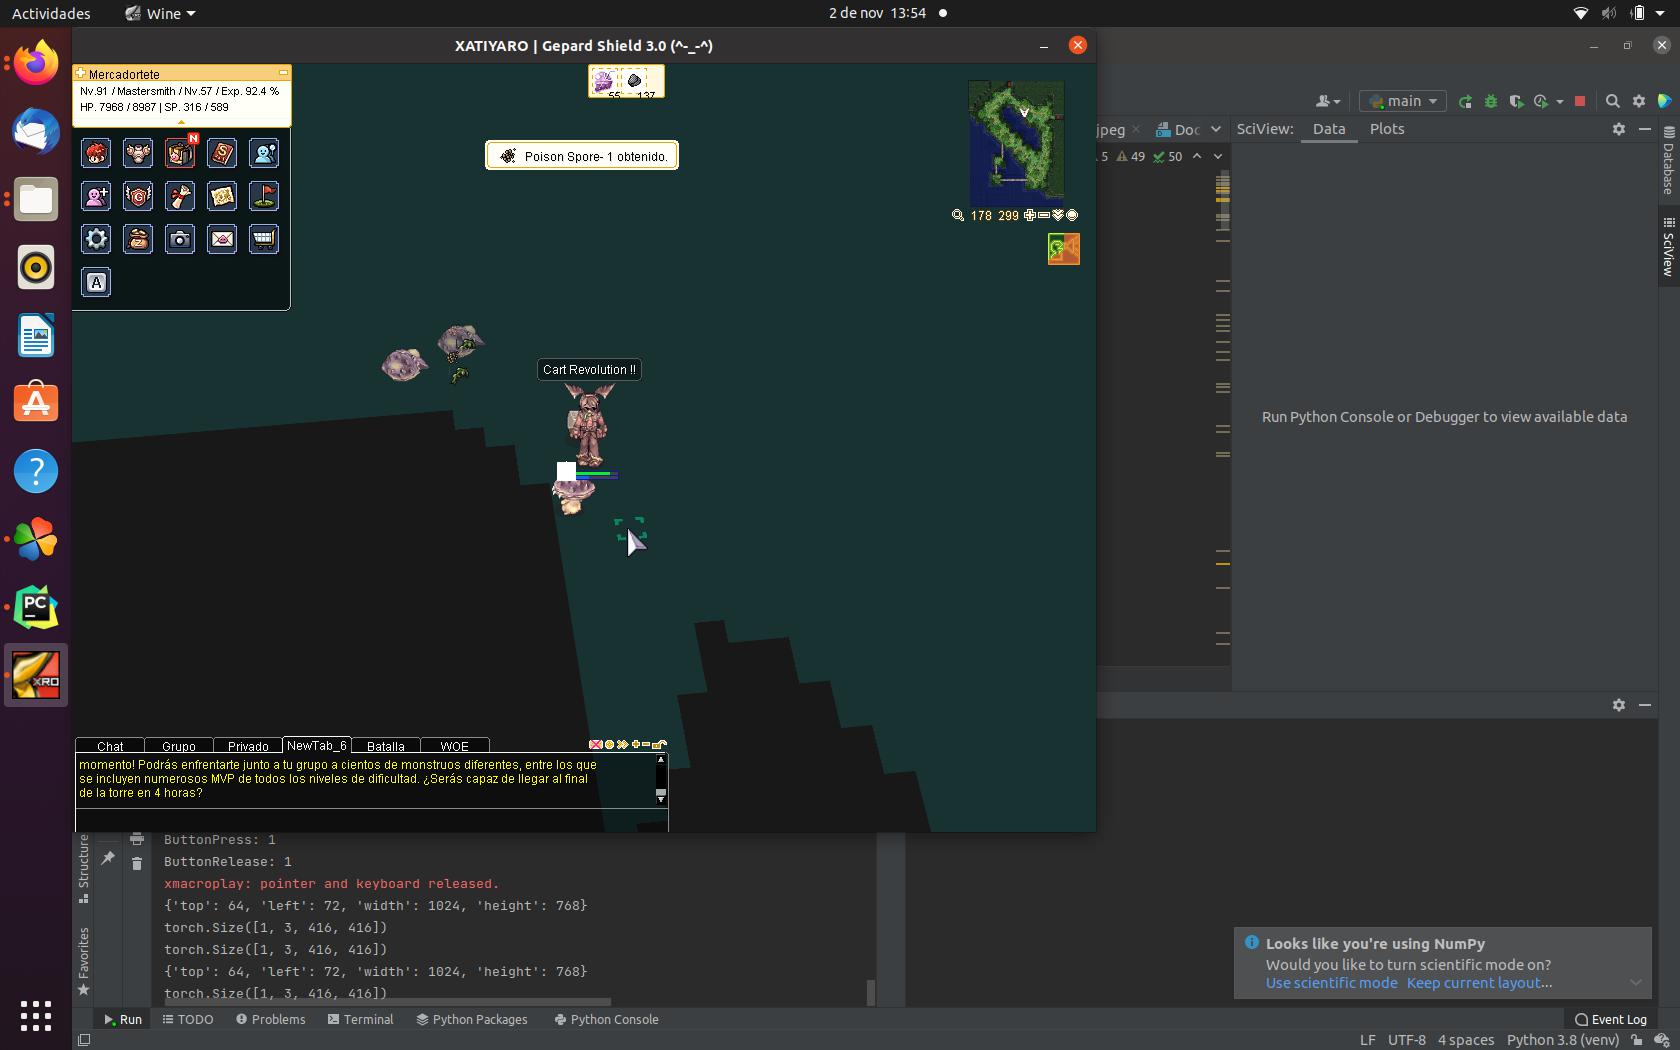 Actividades
Wine
2 de nov 13:54
XATIYARO | Gepard Shield 3.0 (^-_-^)
Mercadortete
Nv.91 / Mastersmith / Nv.57 / Exp. 92.4 %
HP. 7968 / 8987 | SP. 316 / 589
N
A
55
137
Poison Spore- 1 obtenido.
178 299
Cart Revolution !!
Chat
Grupo
Privado
NewTab_6
Batalla
WOE
momento! Podrás enfrentarte junto a tu grupo a cientos de monstruos diferentes, entre los que
se incluyen numerosos MVP de todos los niveles de dificultad. ¿Serás capaz de llegar al final
de la torre en 4 horas?
main
jpeg
Doc
SciView:
Data
Plots
5
49
50
Database
SciView
Run Python Console or Debugger to view available data
PC
XRO
Structure
Favorites
ButtonPress: 1
ButtonRelease: 1
xmacroplay: pointer and keyboard released.
{'top': 64, 'left': 72, 'width': 1024, 'height': 768}
torch.Size([1, 3, 416, 416])
torch.Size([1, 3, 416, 416])
{'top': 64, 'left': 72, 'width': 1024, 'height': 768}
torch.Size([1, 3, 416, 416])
Looks like you're using NumPy
Would you like to turn scientific mode on?
Use scientific mode Keep current layout...
Run
TODO
Problems
Terminal
Python Packages
Python Console
Event Log
LF UTF-8 4 spaces Python 3.8 (venv)